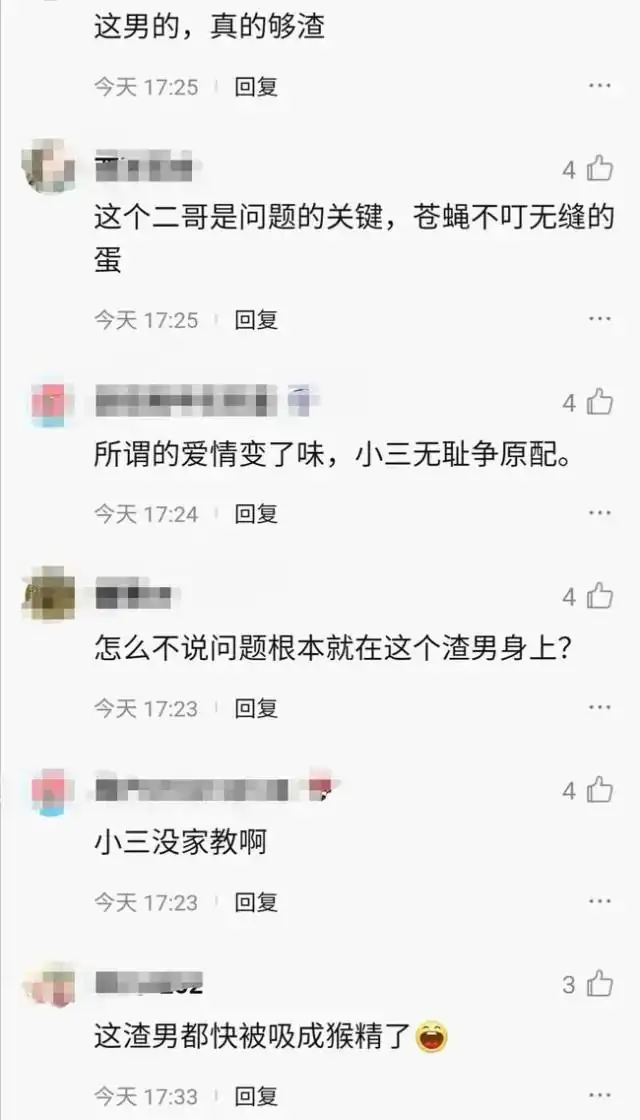 这男的，真的够渣
今天 17:25
回复
4
这个二哥是问题的关键，苍蝇不叮无缝的
蛋
今天 17:25
回复
4
所谓的爱情变了味，小三无耻争原配。
今天 17:24
回复
4
怎么不说问题根本就在这个渣男身上？
今天 17:23
回复
4
小三没家教啊
今天 17:23
回复
3
这渣男都快被吸成猴精了
今天 17:33
回复